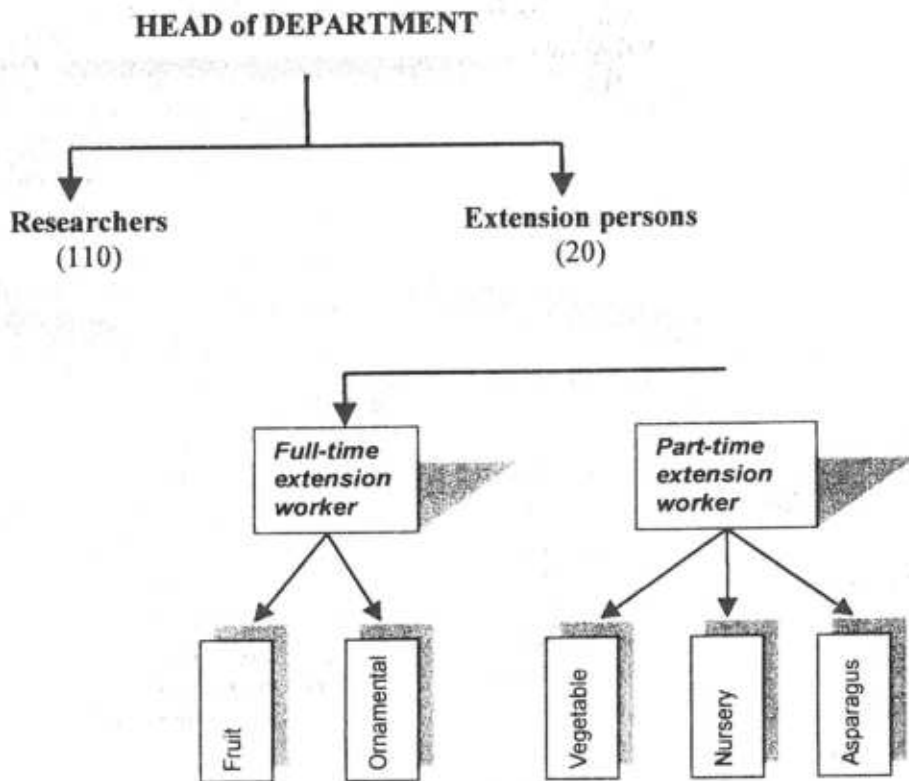 HEAD of DEPARTMENT
Researchers
(110)
Extension persons
(20)
Full-time
extension
worker
Part-time
extension
worker
Fruit
Ornamental
Vegetable
Nursery
Asparagus